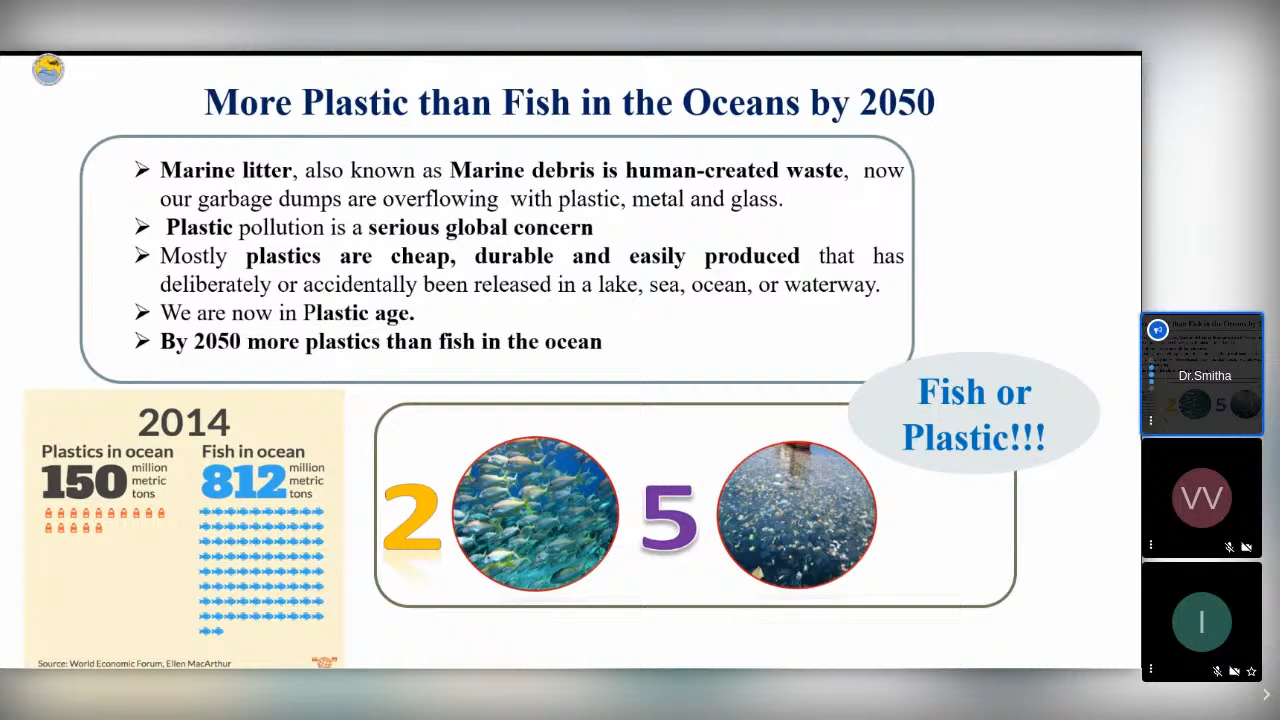 More Plastic than Fish in the Oceans by 2050
➢ Marine litter, also known as Marine debris is human-created waste, now
our garbage dumps are overflowing with plastic, metal and glass.
➢ Plastic pollution is a serious global concern
➢ Mostly plastics are cheap, durable and easily produced that has
deliberately or accidentally been released in a lake, sea, ocean, or waterway.
➢ We are now in Plastic age.
➢ By 2050 more plastics than fish in the ocean
Fish or
Plastic!!!
2014
Plastics in ocean
150 million
metric
tons
Fish in ocean
812 million
metric
tons
Source: World Economic Forum, Ellen MacArthur
2
5
Dr.Smitha
VV
I